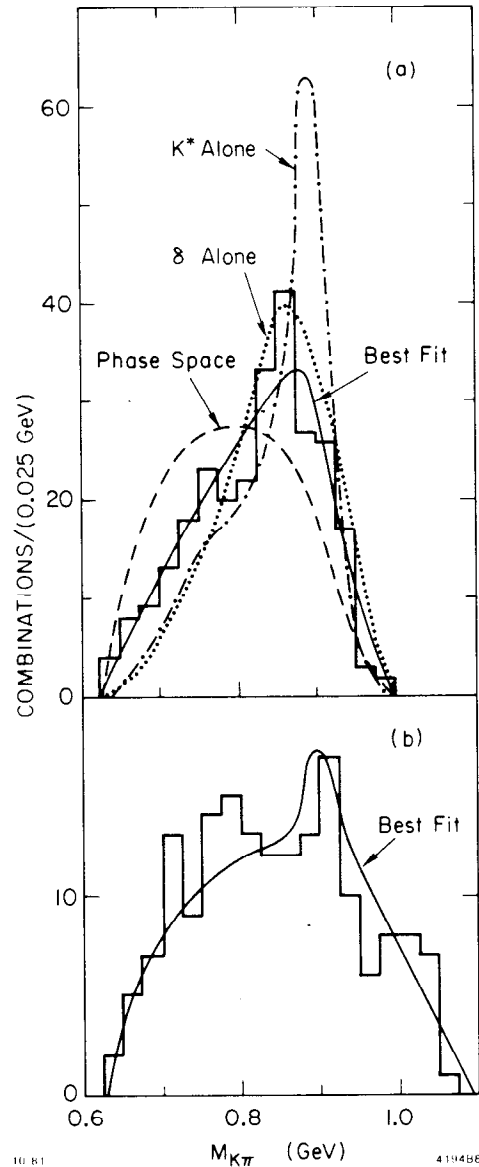 (a)
60
K* Alone
δ Alone
40
Phase Space
Best Fit
20
0
COMBINATIONS/(0.025 GeV)
(b)
Best Fit
10
0
0.6 0.8 1.0
M_Kπ (GeV)
10 81 4194B8